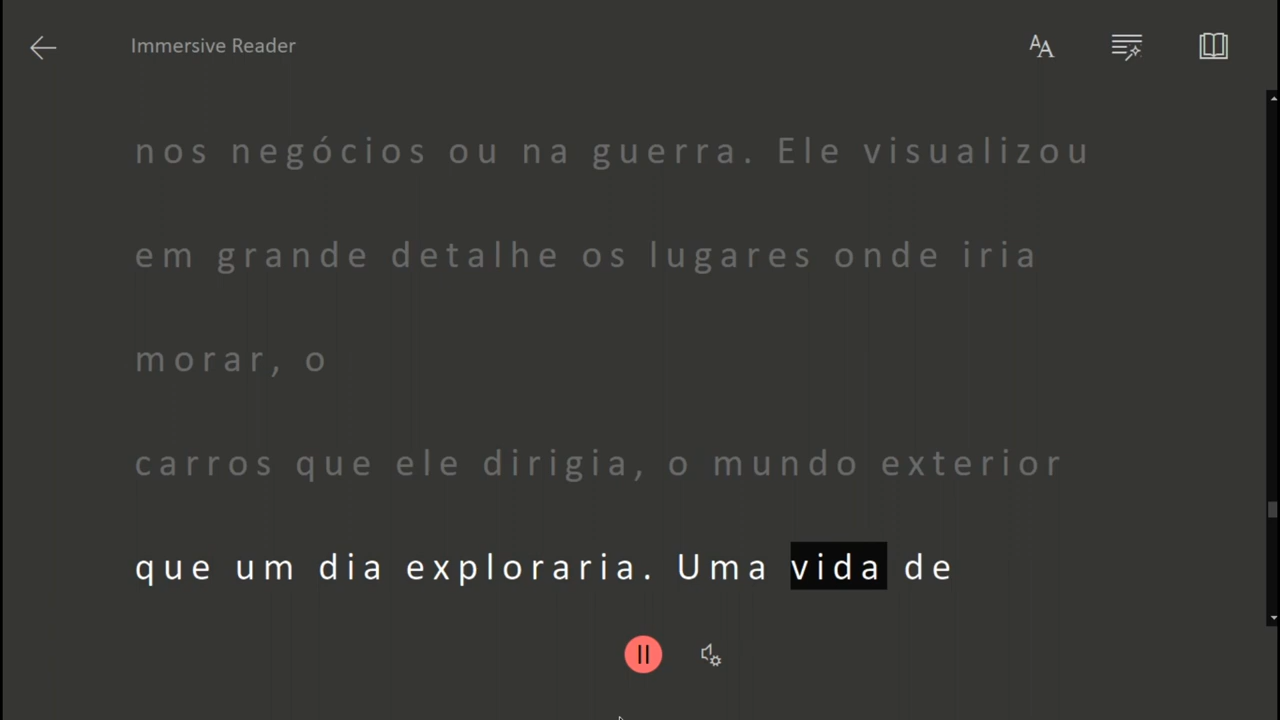 Immersive Reader
nos negócios ou na guerra. Ele visualizou
em grande detalhe os lugares onde iria
morar, o
carros que ele dirigia, o mundo exterior
que um dia exploraria. Uma vida de